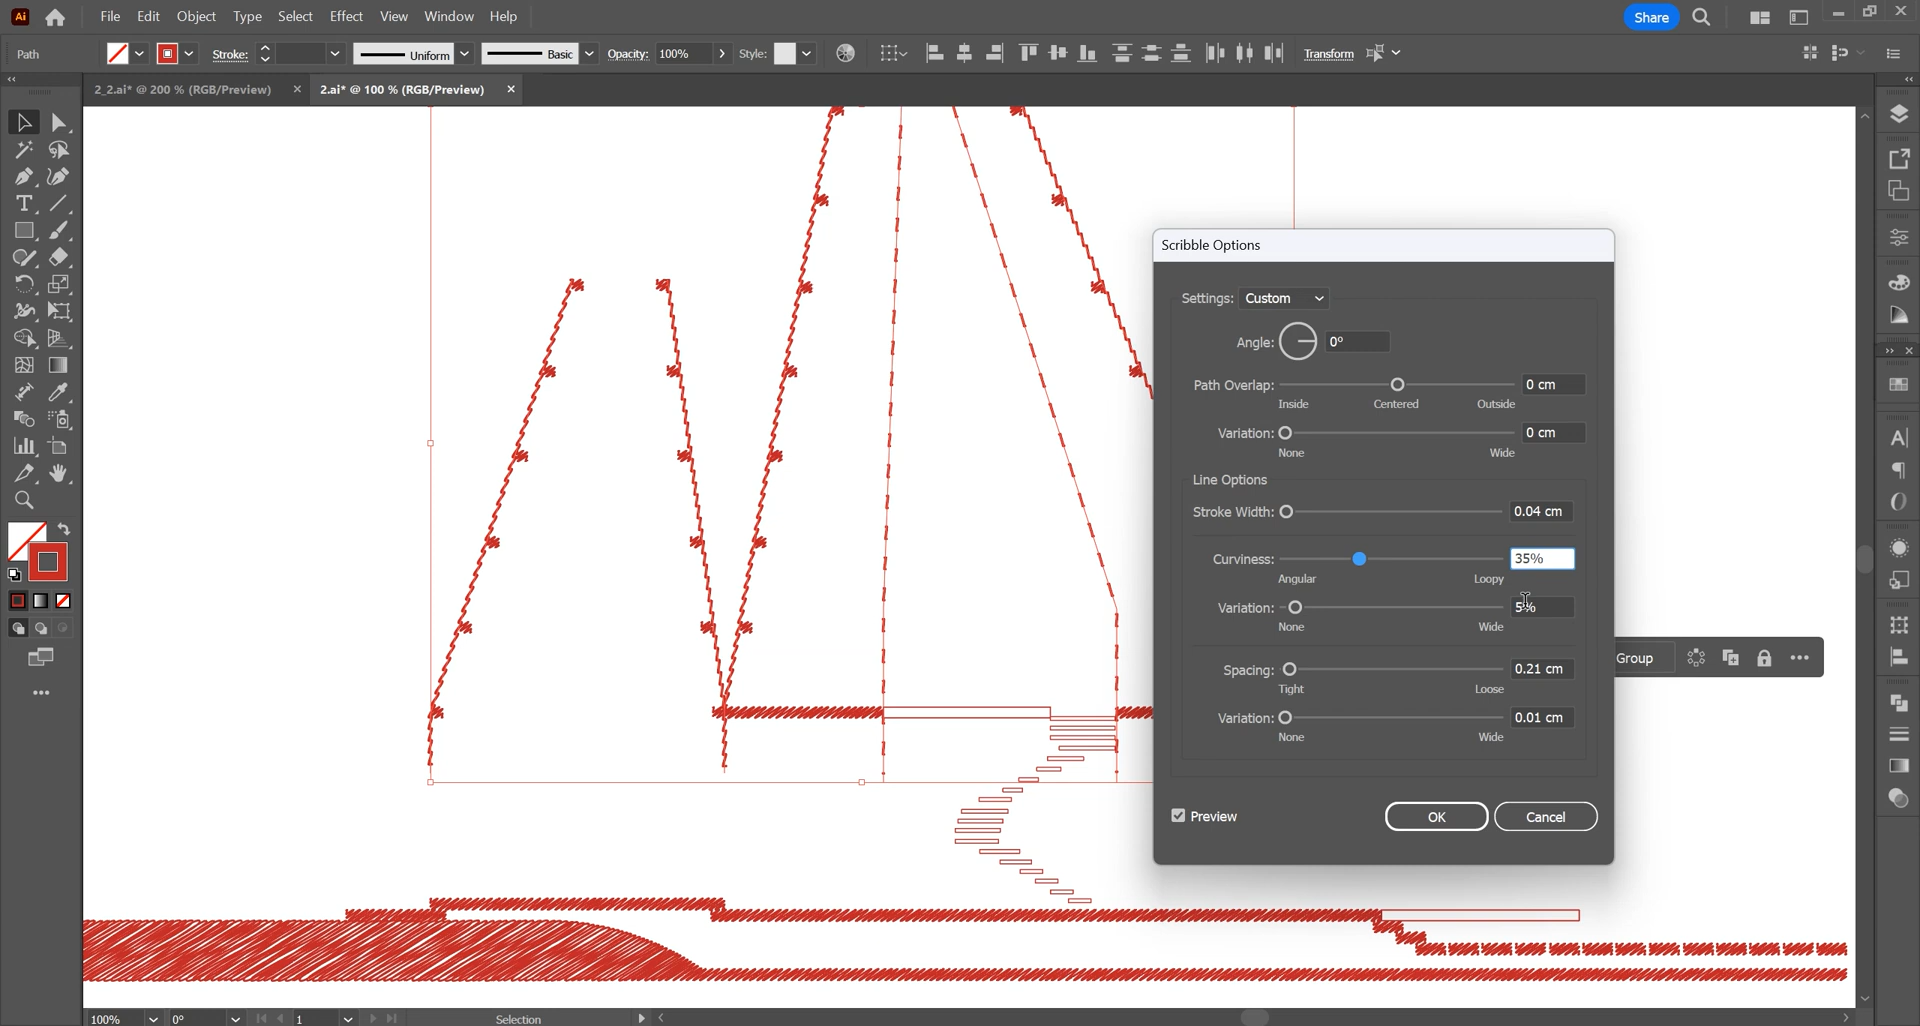 Ai File Edit Object Type Select Effect View Window Help Share
Path Stroke: Uniform Basic Opacity: 100% Style: Transform
2_2.ai* @ 200 % (RGB/Preview) 2.ai* @ 100 % (RGB/Preview)
Scribble Options
Settings: Custom
Angle: 0°
Path Overlap: 0 cm
Inside Centered Outside
Variation: 0 cm
None Wide
Line Options
Stroke Width: 0.04 cm
Curviness: 35%
Angular Loopy
Variation: 5%
None Wide
Group
Spacing: 0.21 cm
Tight Loose
Variation: 0.01 cm
None Wide
Preview OK Cancel
100% 0° 1 Selection